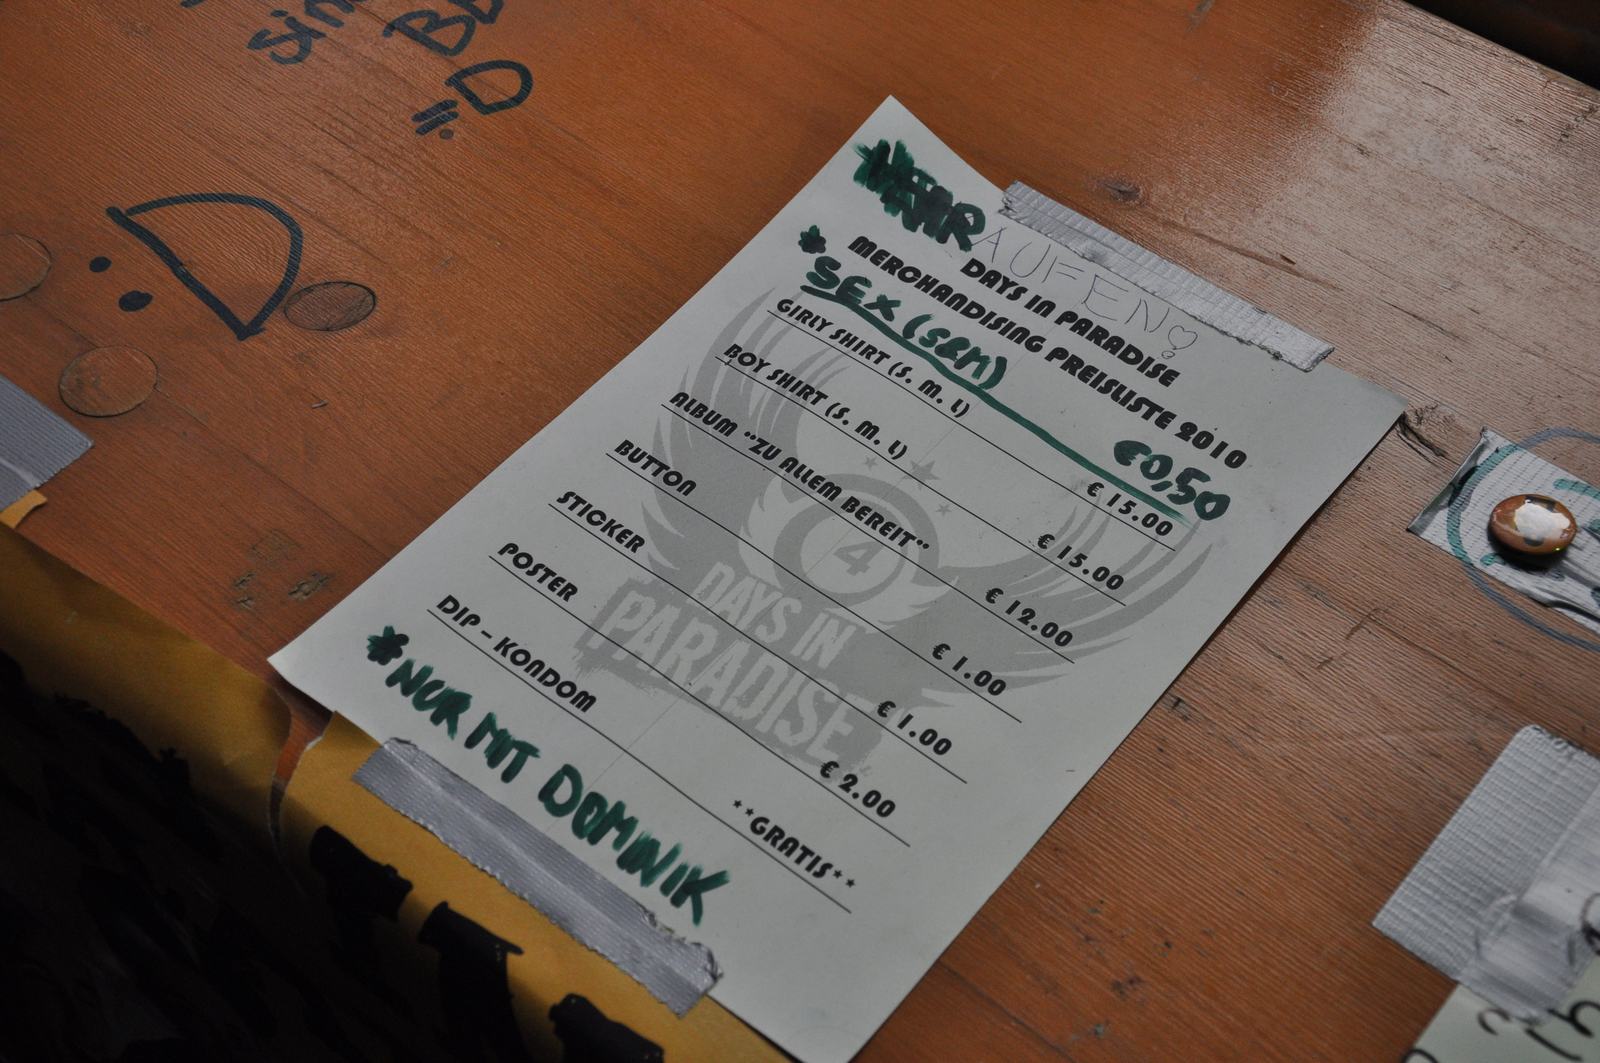 sind
:D
:D
MEHR
AUFEN!
DAYS IN PARADISE
MERCHANDISING PREISLISTE 2010
* SEX (s&m) €0,50
GIRLY SHIRT (S. M. L) € 15.00
BOY SHIRT (S. M. L) € 15.00
ALBUM "ZU ALLEM BEREIT" € 12.00
BUTTON € 1.00
STICKER € 1.00
POSTER € 2.00
DIP – KONDOM **GRATIS**
* NUR MIT DOMINIK
4
DAYS IN
PARADISE